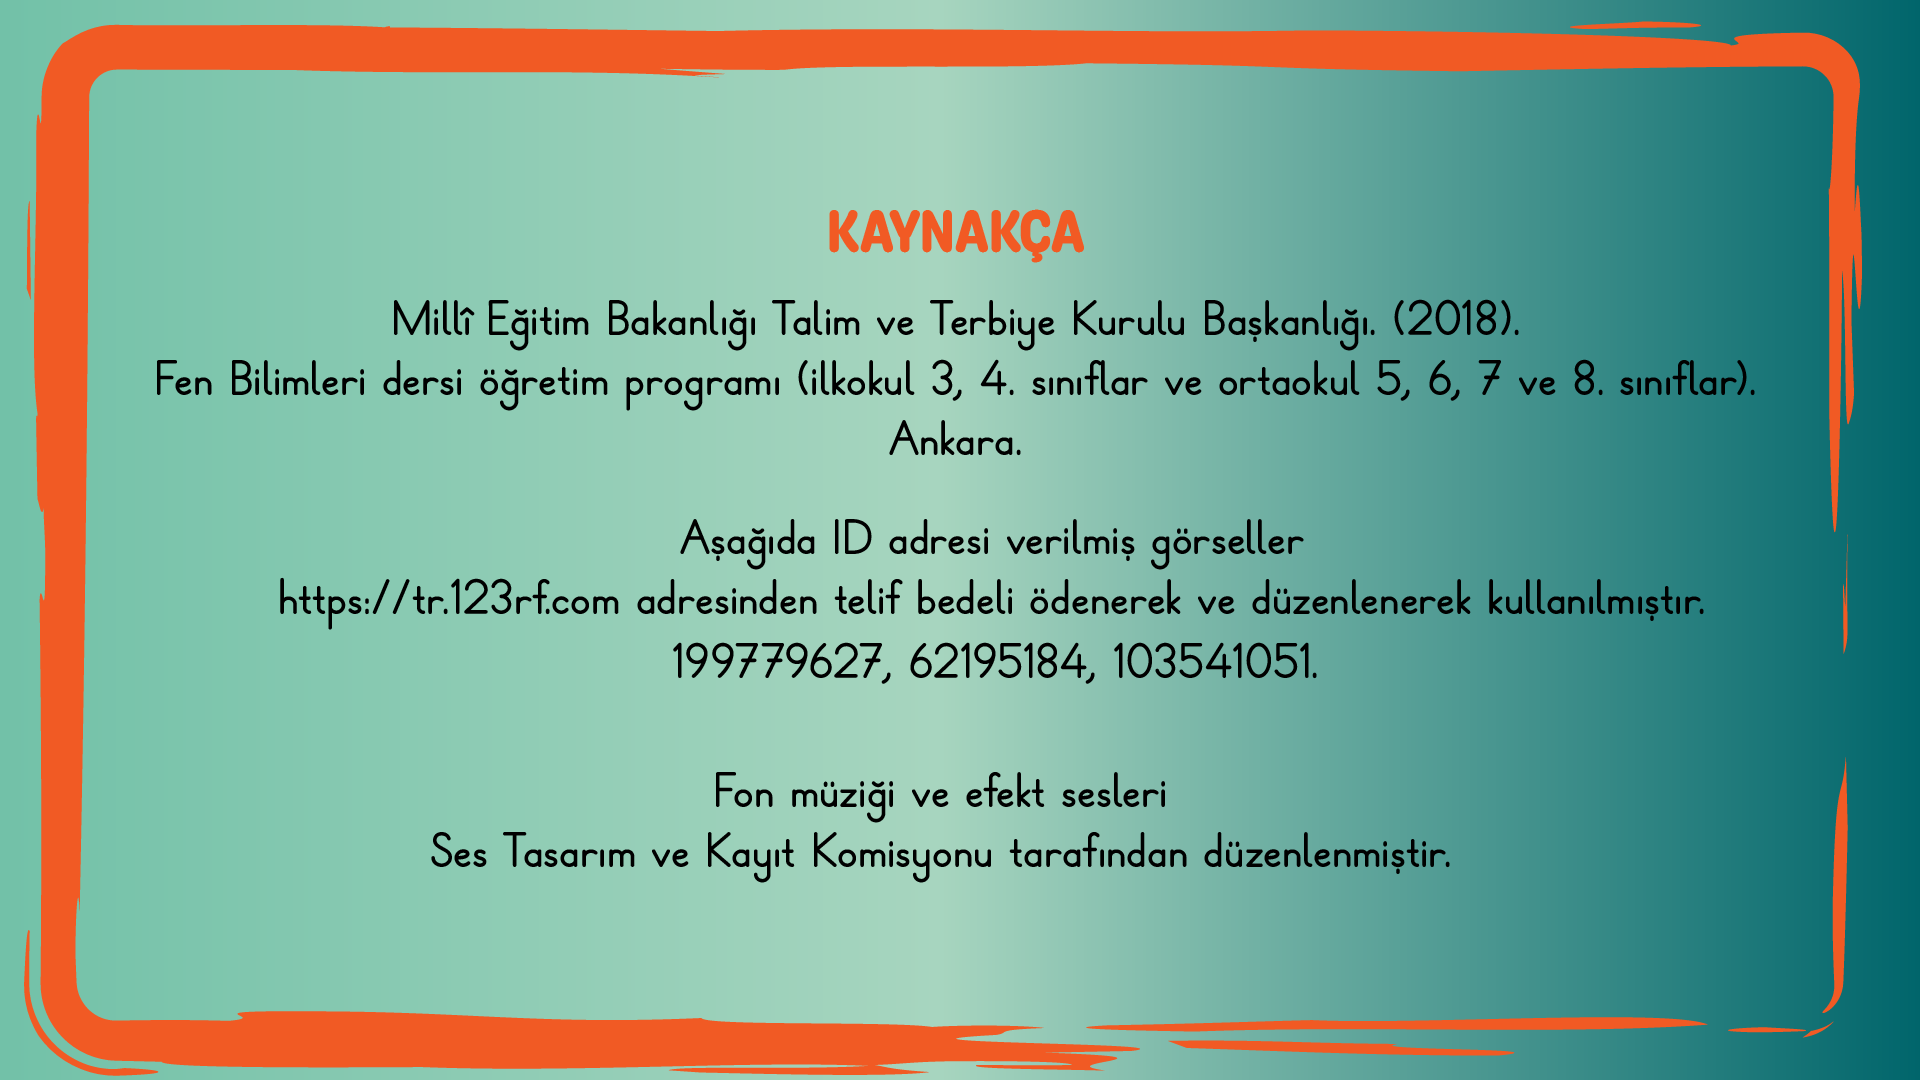 KAYNAKÇA
Millî Eğitim Bakanlığı Talim ve Terbiye Kurulu Başkanlığı. (2018).
Fen Bilimleri dersi öğretim programı (ilkokul 3, 4. sınıflar ve ortaokul 5, 6, 7 ve 8. sınıflar).
Ankara.
Aşağıda ID adresi verilmiş görseller
https://tr.123rf.com adresinden telif bedeli ödenerek ve düzenlenerek kullanılmıştır.
199779627, 62195184, 103541051.
Fon müziği ve efekt sesleri
Ses Tasarım ve Kayıt Komisyonu tarafından düzenlenmiştir.